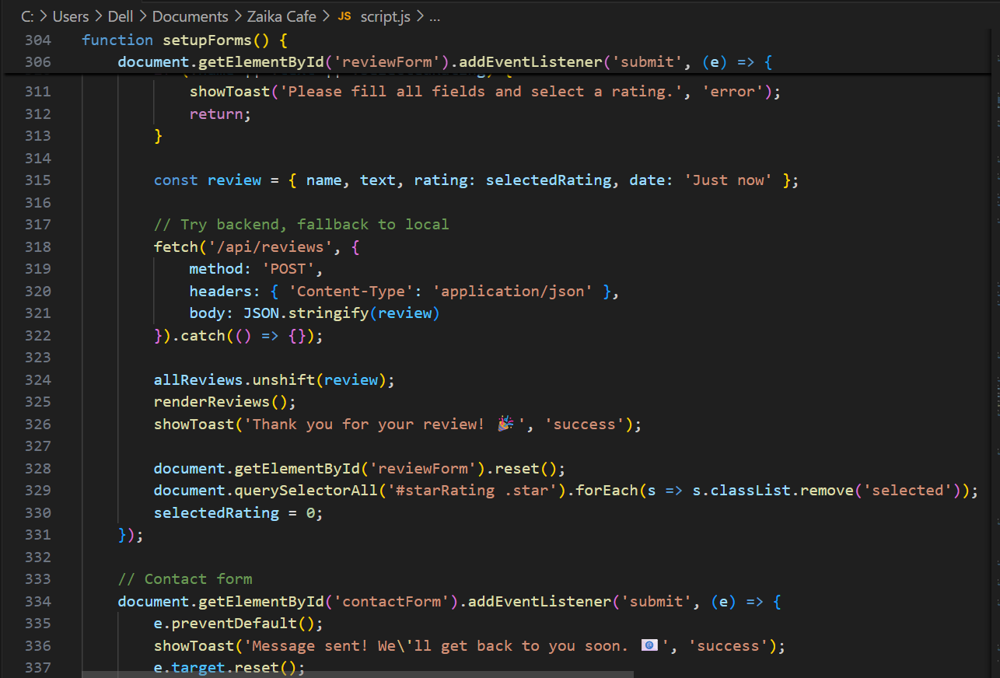 C: > Users > Dell > Documents > Zaika Cafe > JS script.js > ...
304 function setupForms() {
306 document.getElementById('reviewForm').addEventListener('submit', (e) => {
311 showToast('Please fill all fields and select a rating.', 'error');
312 return;
313 }
314
315 const review = { name, text, rating: selectedRating, date: 'Just now' };
316
317 // Try backend, fallback to local
318 fetch('/api/reviews', {
319 method: 'POST',
320 headers: { 'Content-Type': 'application/json' },
321 body: JSON.stringify(review)
322 }).catch(() => {});
323
324 allReviews.unshift(review);
325 renderReviews();
326 showToast('Thank you for your review! 🎉', 'success');
327
328 document.getElementById('reviewForm').reset();
329 document.querySelectorAll('#starRating .star').forEach(s => s.classList.remove('selected'));
330 selectedRating = 0;
331 });
332
333 // Contact form
334 document.getElementById('contactForm').addEventListener('submit', (e) => {
335 e.preventDefault();
336 showToast('Message sent! We\'ll get back to you soon. 📧', 'success');
337 e.target.reset();